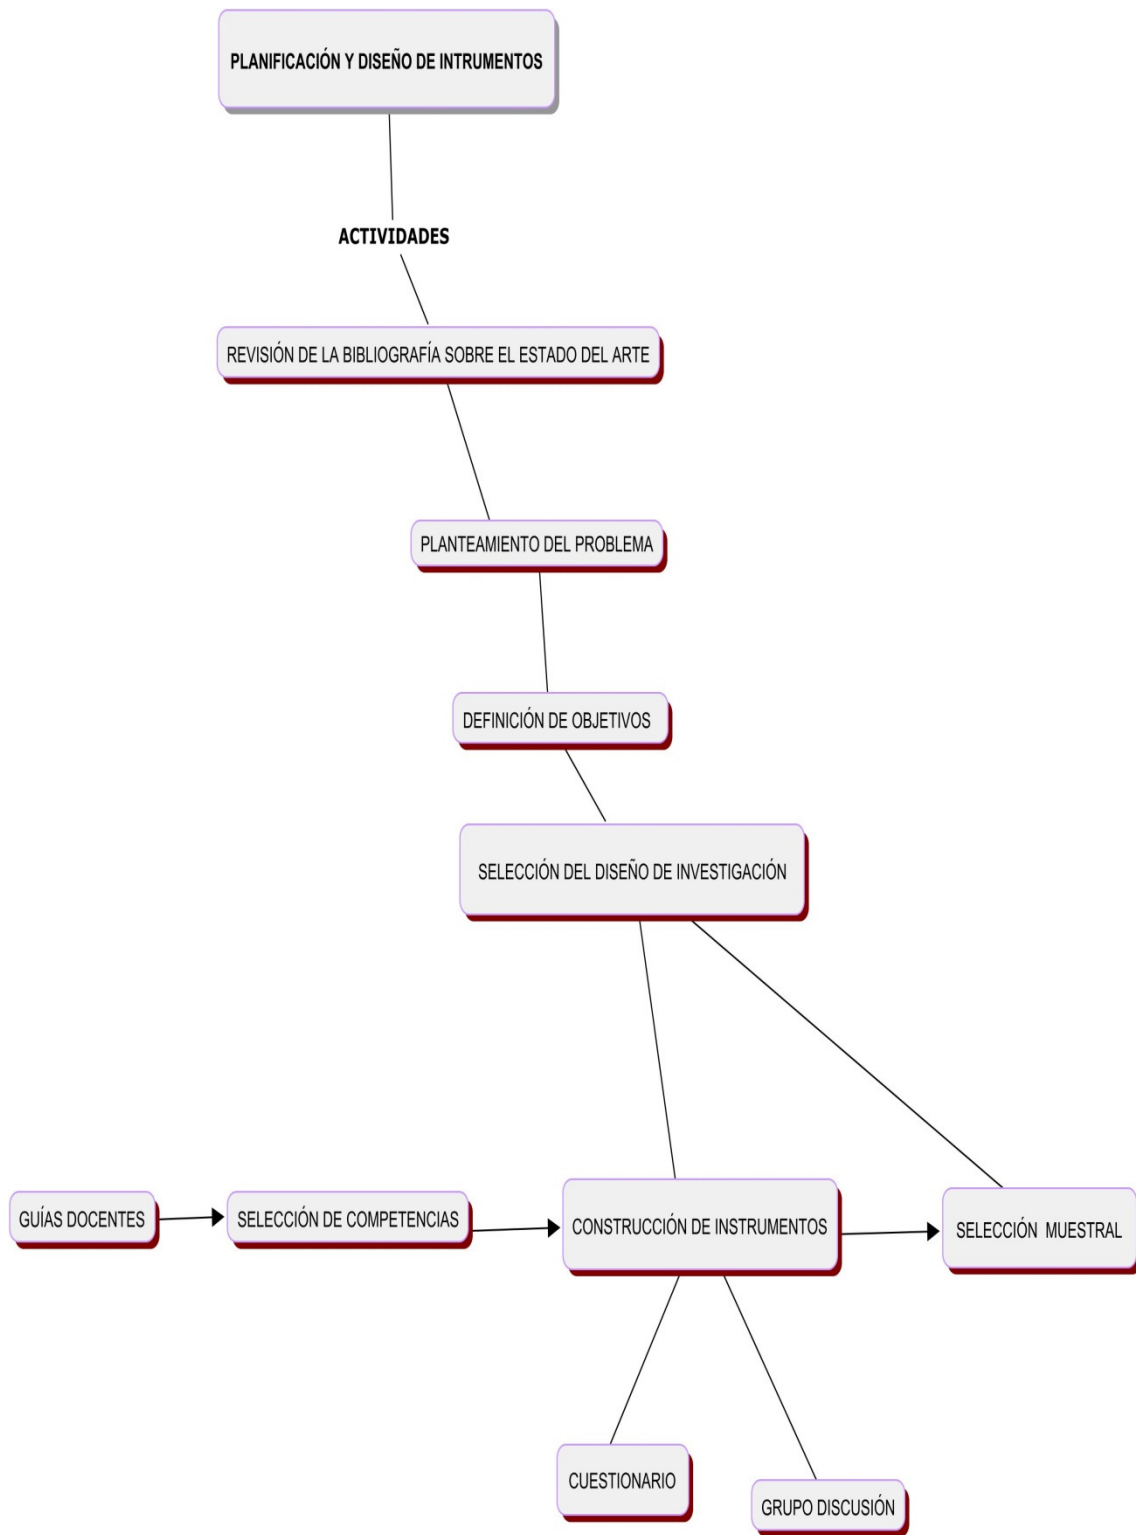 PLANIFICACIÓN Y DISEÑO DE INTRUMENTOS
ACTIVIDADES
REVISIÓN DE LA BIBLIOGRAFÍA SOBRE EL ESTADO DEL ARTE
PLANTEAMIENTO DEL PROBLEMA
DEFINICIÓN DE OBJETIVOS
SELECCIÓN DEL DISEÑO DE INVESTIGACIÓN
GUÍAS DOCENTES
SELECCIÓN DE COMPETENCIAS
CONSTRUCCIÓN DE INSTRUMENTOS
SELECCIÓN MUESTRAL
CUESTIONARIO
GRUPO DISCUSIÓN